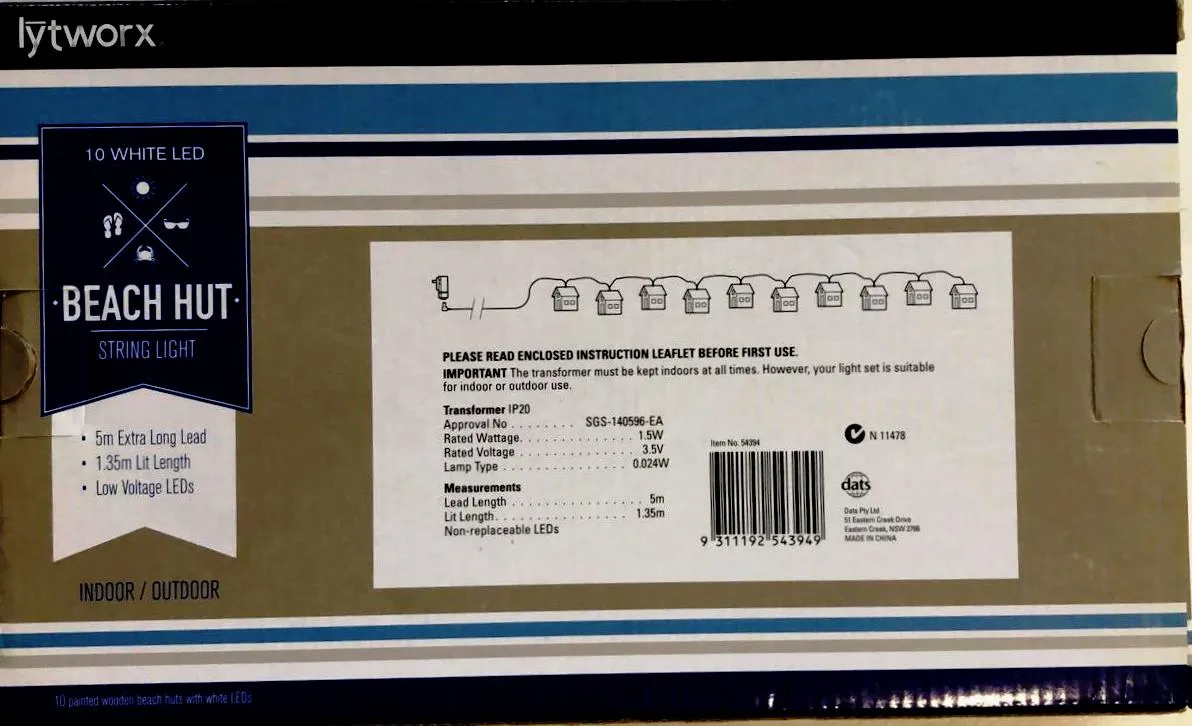 lytworx
10 WHITE LED
·BEACH HUT·
STRING LIGHT
• 5m Extra Long Lead
• 1.35m Lit Length
• Low Voltage LEDs
INDOOR / OUTDOOR
10 painted wooden beach huts with white LEDs
PLEASE READ ENCLOSED INSTRUCTION LEAFLET BEFORE FIRST USE.
IMPORTANT The transformer must be kept indoors at all times. However, your light set is suitable
for indoor or outdoor use.
Transformer IP20
Approval No . . . . . . . . SGS-140596-EA
Rated Wattage. . . . . . . . . . . . . 1.5W
Rated Voltage . . . . . . . . . . . . . . 3.5V
Lamp Type . . . . . . . . . . . . . . 0.024W
Measurements
Lead Length . . . . . . . . . . . . . . . . 5m
Lit Length. . . . . . . . . . . . . . . . 1.35m
Non-replaceable LEDs
Item No. 54394
9 311192 543949
N 11478
dats
Dats Pty Ltd
51 Eastern Creek Drive
Eastern Creek, NSW 2766
MADE IN CHINA